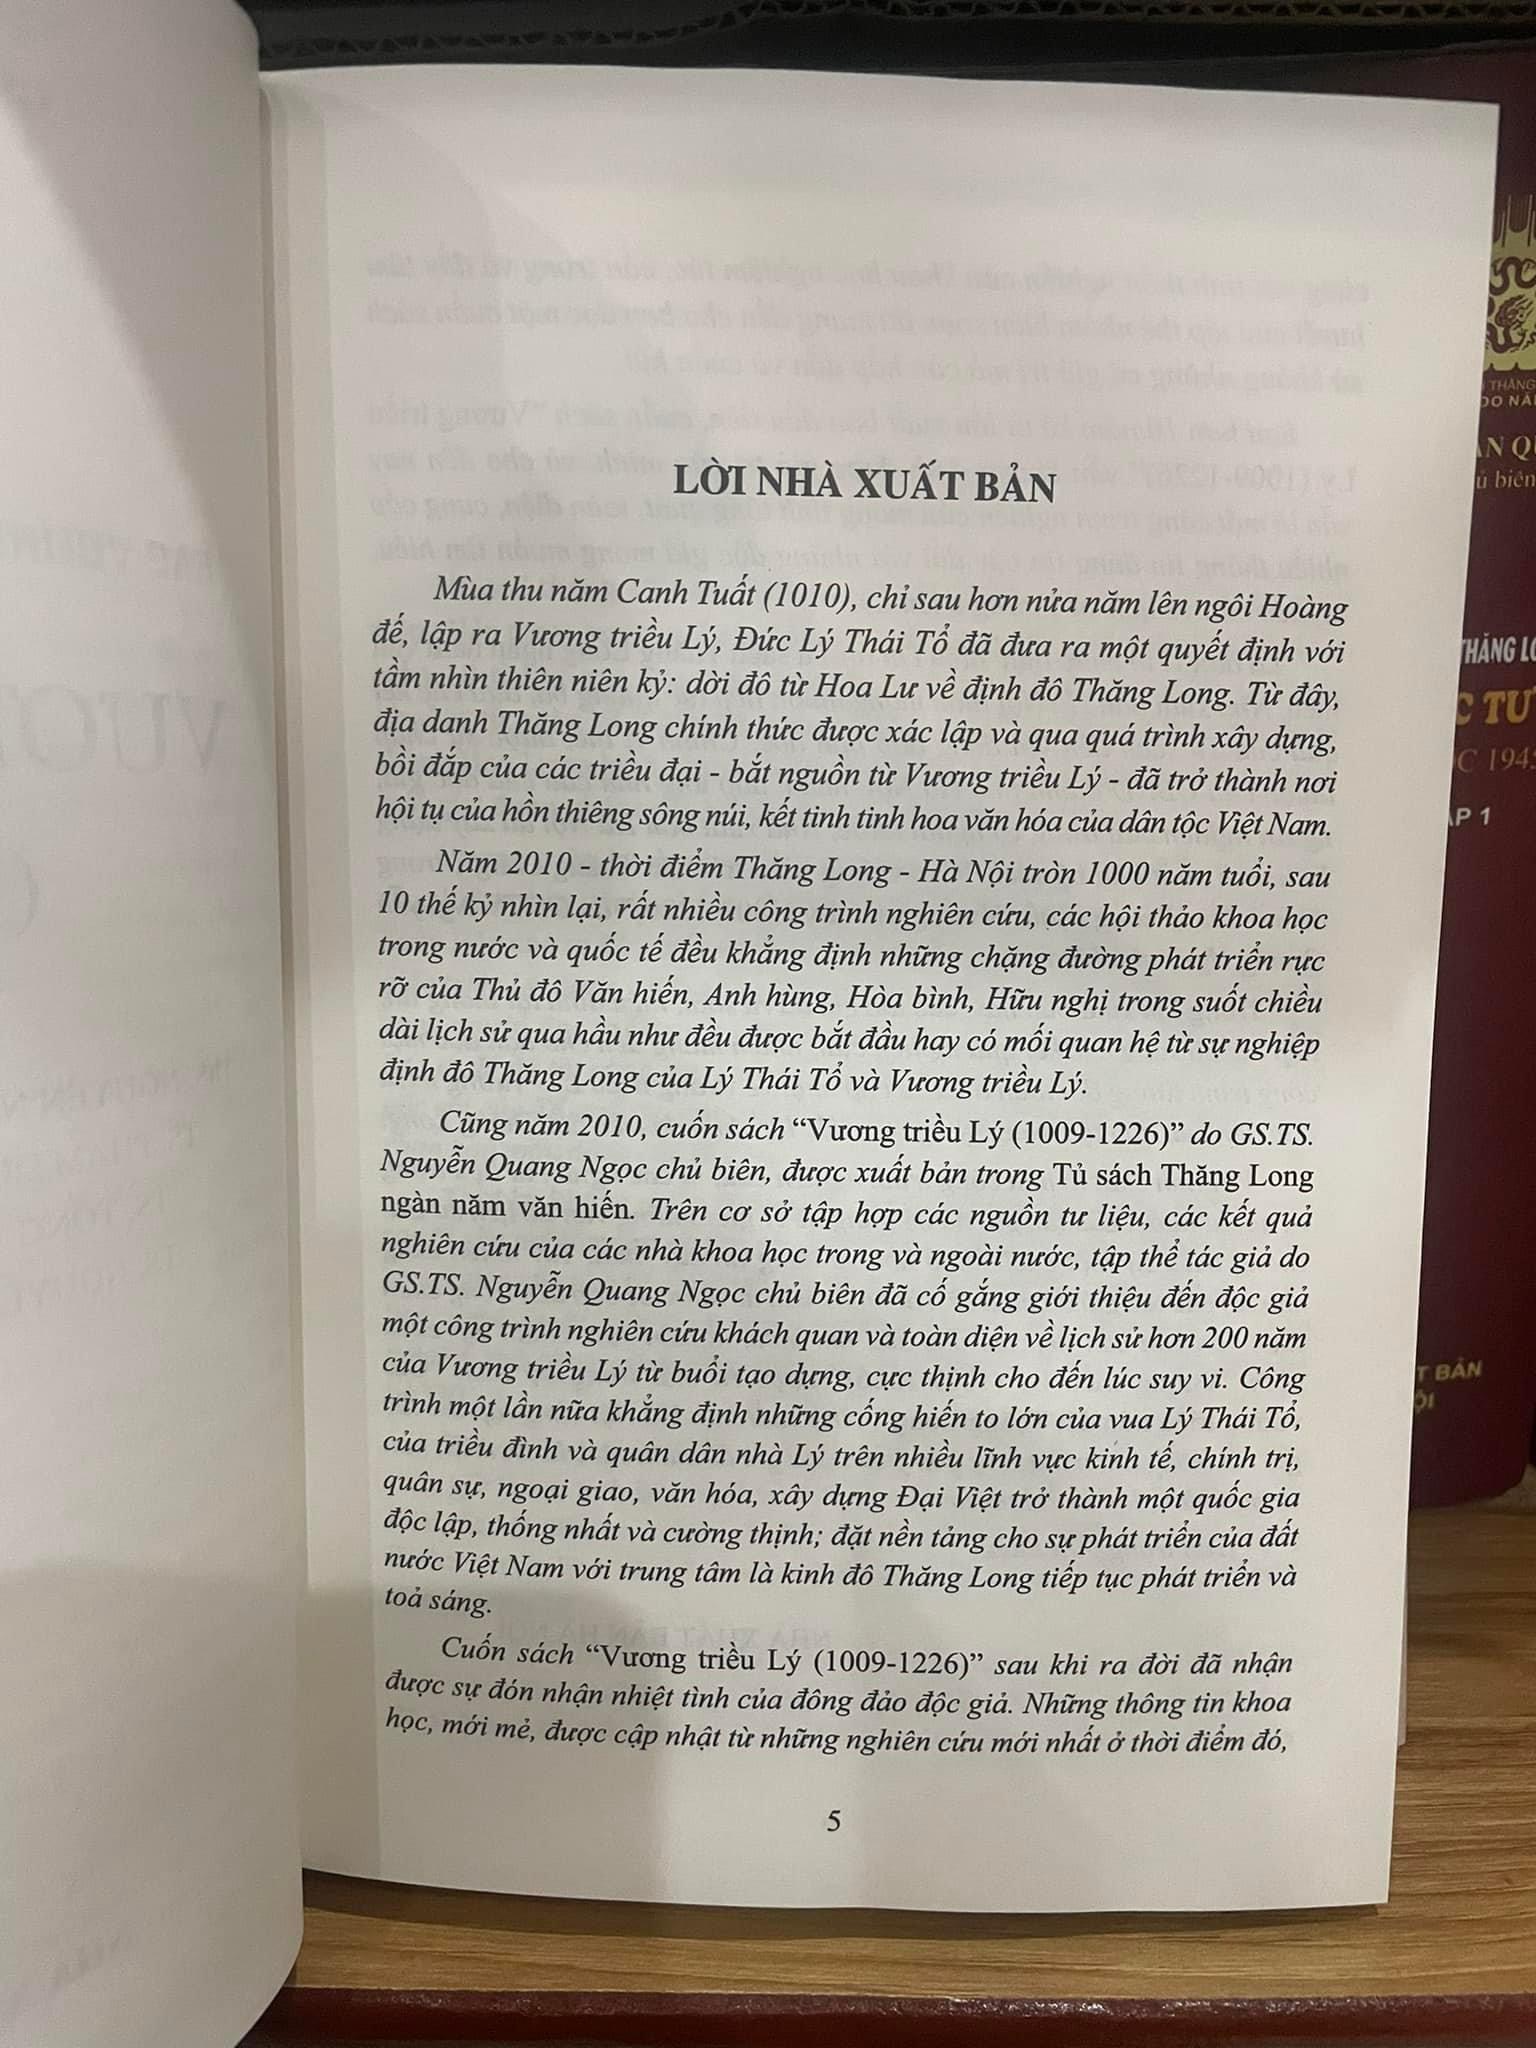 LỜI NHÀ XUẤT BẢN
Mùa thu năm Canh Tuất (1010), chỉ sau hơn nửa năm lên ngôi Hoàng
đế, lập ra Vương triều Lý, Đức Lý Thái Tổ đã đưa ra một quyết định với
tầm nhìn thiên niên kỷ: dời đô từ Hoa Lư về định đô Thăng Long. Từ đây,
địa danh Thăng Long chính thức được xác lập và qua quá trình xây dựng,
bồi đắp của các triều đại - bắt nguồn từ Vương triều Lý - đã trở thành nơi
hội tụ của hồn thiêng sông núi, kết tinh tinh hoa văn hóa của dân tộc Việt Nam.
Năm 2010 - thời điểm Thăng Long - Hà Nội tròn 1000 năm tuổi, sau
10 thế kỷ nhìn lại, rất nhiều công trình nghiên cứu, các hội thảo khoa học
trong nước và quốc tế đều khẳng định những chặng đường phát triển rực
rỡ của Thủ đô Văn hiến, Anh hùng, Hòa bình, Hữu nghị trong suốt chiều
dài lịch sử qua hầu như đều được bắt đầu hay có mối quan hệ từ sự nghiệp
định đô Thăng Long của Lý Thái Tổ và Vương triều Lý.
Cũng năm 2010, cuốn sách “Vương triều Lý (1009-1226)” do GS.TS.
Nguyễn Quang Ngọc chủ biên, được xuất bản trong Tủ sách Thăng Long
ngàn năm văn hiến. Trên cơ sở tập hợp các nguồn tư liệu, các kết quả
nghiên cứu của các nhà khoa học trong và ngoài nước, tập thể tác giả do
GS.TS. Nguyễn Quang Ngọc chủ biên đã cố gắng giới thiệu đến độc giả
một công trình nghiên cứu khách quan và toàn diện về lịch sử hơn 200 năm
của Vương triều Lý từ buổi tạo dựng, cực thịnh cho đến lúc suy vi. Công
trình một lần nữa khẳng định những cống hiến to lớn của vua Lý Thái Tổ,
của triều đình và quân dân nhà Lý trên nhiều lĩnh vực kinh tế, chính trị,
quân sự, ngoại giao, văn hóa, xây dựng Đại Việt trở thành một quốc gia
độc lập, thống nhất và cường thịnh; đặt nền tảng cho sự phát triển của đất
nước Việt Nam với trung tâm là kinh đô Thăng Long tiếp tục phát triển và
toả sáng.
Cuốn sách “Vương triều Lý (1009-1226)” sau khi ra đời đã nhận
được sự đón nhận nhiệt tình của đông đảo độc giả. Những thông tin khoa
học, mới mẻ, được cập nhật từ những nghiên cứu mới nhất ở thời điểm đó,
5
THĂNG
biên
THĂNG
1945
1
BẢN